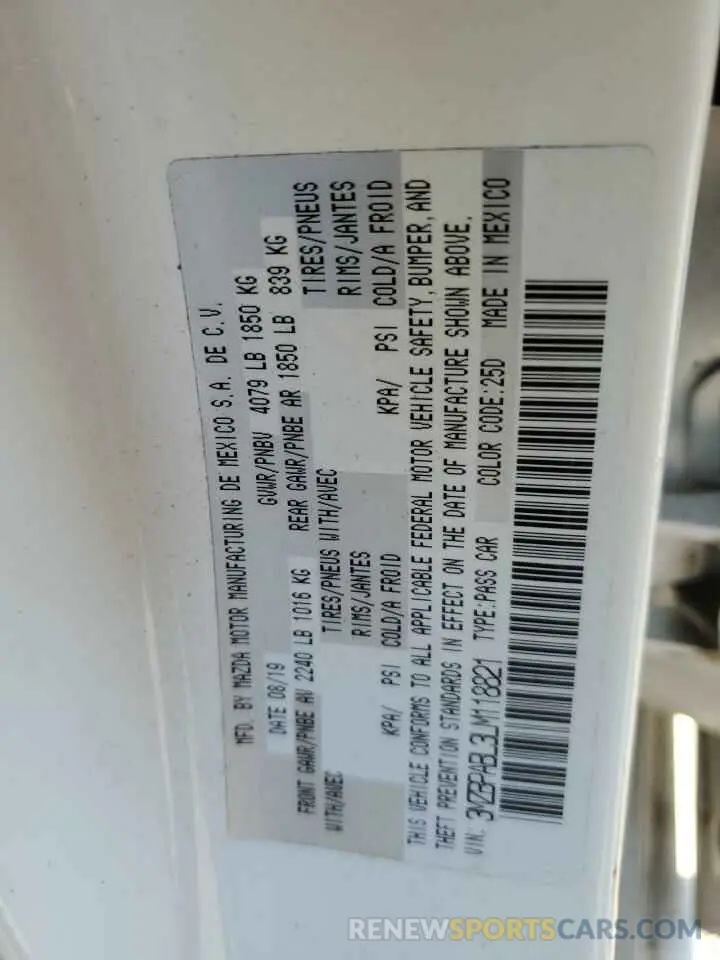 MFD. BY MAZDA MOTOR MANUFACTURING DE MEXICO S.A. DE C.V.
DATE 08/19 GVWR/PNBV 4079 LB 1850 KG
FRONT GAWR/PNBE AV 2240 LB 1016 KG REAR GAWR/PNBE AR 1850 LB 839 KG
WITH/AVEC TIRES/PNEUS WITH/AVEC TIRES/PNEUS
RIMS/JANTES RIMS/JANTES
KPA/ PSI COLD/A FROID KPA/ PSI COLD/A FROID
THIS VEHICLE CONFORMS TO ALL APPLICABLE FEDERAL MOTOR VEHICLE SAFETY, BUMPER, AND
THEFT PREVENTION STANDARDS IN EFFECT ON THE DATE OF MANUFACTURE SHOWN ABOVE.
VIN: 3MZBPABL3LM118821 TYPE:PASS CAR COLOR CODE:25D MADE IN MEXICO
RENEWSPORTSCARS.COM